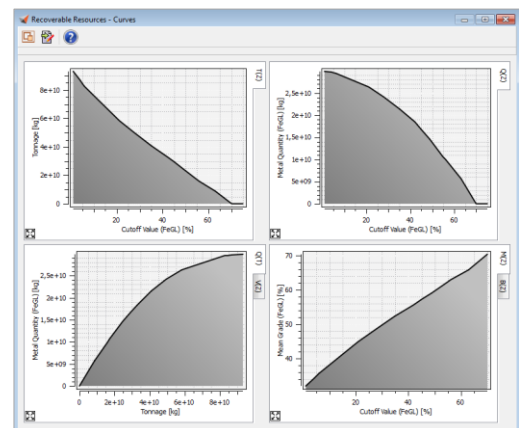 Recoverable Resources - Curves
T(Z)
Tonnage [kg]
8e+10
6e+10
4e+10
2e+10
0
20 40 60
Cutoff Value (FeGL) [%]
Q(Z)
Metal Quantity (FeGL) [kg]
2,5e+10
2e+10
1,5e+10
1e+10
5e+09
0
20 40 60
Cutoff Value (FeGL) [%]
Q(T)
V(Z)
Metal Quantity (FeGL) [kg]
2,5e+10
2e+10
1,5e+10
1e+10
5e+09
0
0 2e+10 4e+10 6e+10 8e+10
Tonnage [kg]
M(Z)
B(Z)
Mean Grade (FeGL) [%]
70
60
50
40
20 40 60
Cutoff Value (FeGL) [%]